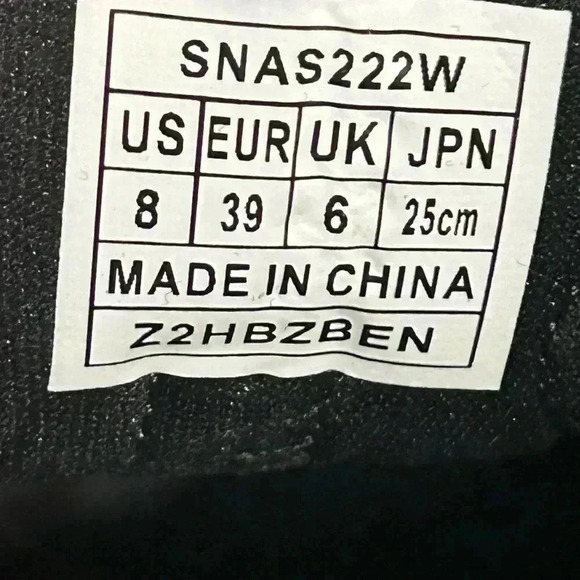 SNAS222W
US EUR UK JPN
8 39 6 25cm
MADE IN CHINA
Z2HBZBEN